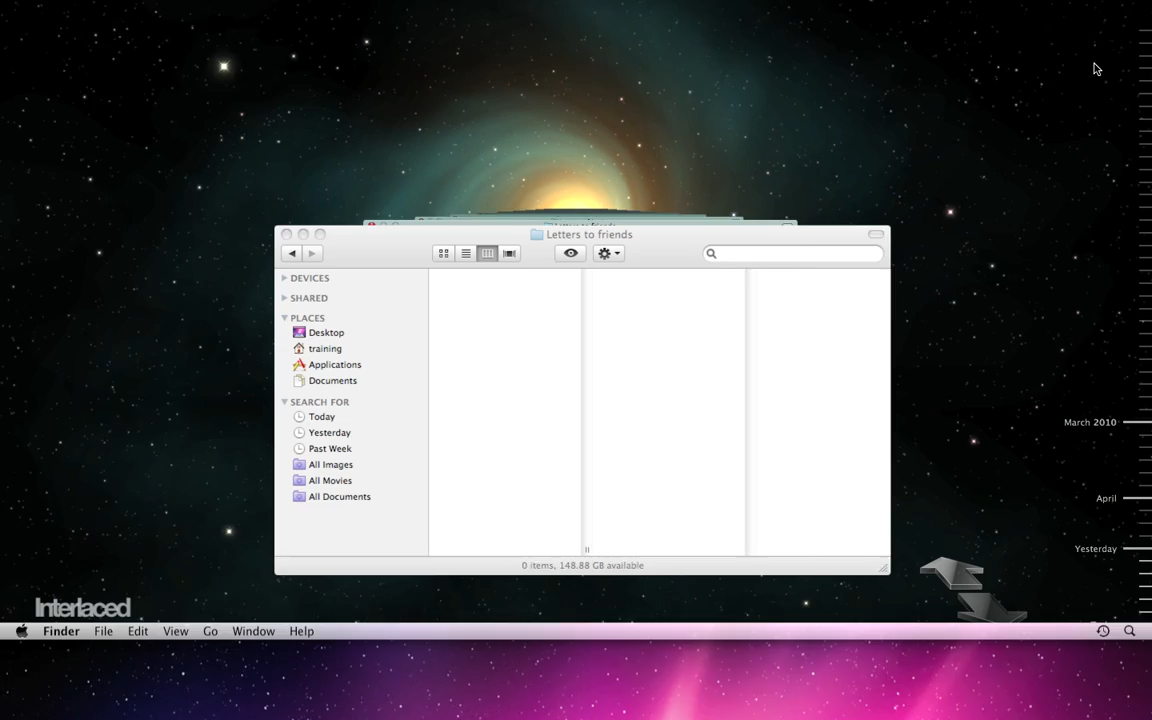 Letters to friends
DEVICES
SHARED
PLACES
Desktop
training
Applications
Documents
SEARCH FOR
Today
Yesterday
Past Week
All Images
All Movies
All Documents
0 items, 148.88 GB available
March 2010
April
Yesterday
Interlaced
Finder File Edit View Go Window Help